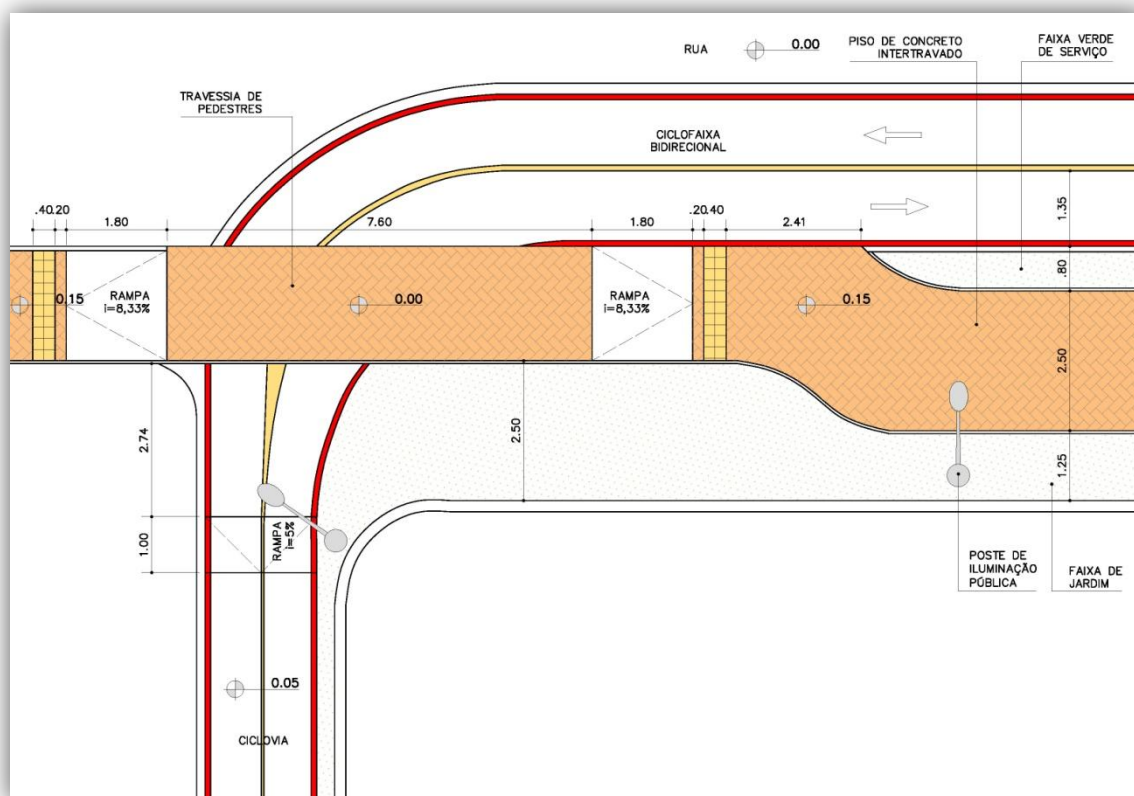 RUA
0.00
PISO DE CONCRETO
INTERTRAVADO
FAIXA VERDE
DE SERVIÇO
TRAVESSIA DE
PEDESTRES
CICLOFAIXA
BIDIRECIONAL
.40
.20
1.80
7.60
1.80
.20
.40
2.41
1.35
.80
0.15
RAMPA
i=8,33%
0.00
RAMPA
i=8,33%
0.15
2.50
2.74
2.50
1.25
1.00
RAMPA
i=5%
POSTE DE
ILUMINAÇÃO
PÚBLICA
FAIXA DE
JARDIM
0.05
CICLOVIA